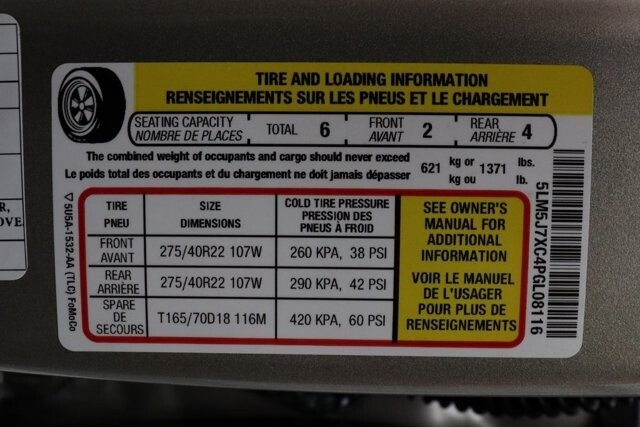 TIRE AND LOADING INFORMATION
RENSEIGNEMENTS SUR LES PNEUS ET LE CHARGEMENT
SEATING CAPACITY
NOMBRE DE PLACES
TOTAL 6
FRONT
AVANT 2
REAR
ARRIÈRE 4
The combined weight of occupants and cargo should never exceed
Le poids total des occupants et du chargement ne doit jamais dépasser
621 kg or
kg ou 1371 lbs.
lb.
TIRE
PNEU
SIZE
DIMENSIONS
COLD TIRE PRESSURE
PRESSION DES
PNEUS À FROID
FRONT
AVANT
275/40R22 107W
260 KPA, 38 PSI
REAR
ARRIÈRE
275/40R22 107W
290 KPA, 42 PSI
SPARE
DE
SECOURS
T165/70D18 116M
420 KPA, 60 PSI
SEE OWNER'S
MANUAL FOR
ADDITIONAL
INFORMATION
VOIR LE MANUEL
DE L'USAGER
POUR PLUS DE
RENSEIGNEMENTS
5LM5J7XC4PGL08116
5U5A-1532-AA (TLC) FoMoCo
R,
OVE